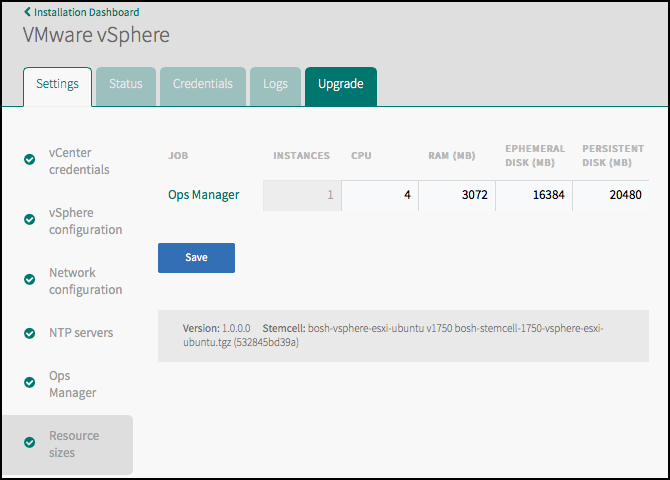 Installation Dashboard
VMware vSphere
Settings
Status
Credentials
Logs
Upgrade
vCenter
credentials
vSphere
configuration
Network
configuration
NTP servers
Ops
Manager
Resource
sizes
JOB INSTANCES CPU RAM (MB) EPHEMERAL DISK (MB) PERSISTENT DISK (MB)
Ops Manager 1 4 3072 16384 20480
Save
Version: 1.0.0.0 Stemcell: bosh-vsphere-esxi-ubuntu v1750 bosh-stemcell-1750-vsphere-esxi-
ubuntu.tgz (532845bd39a)